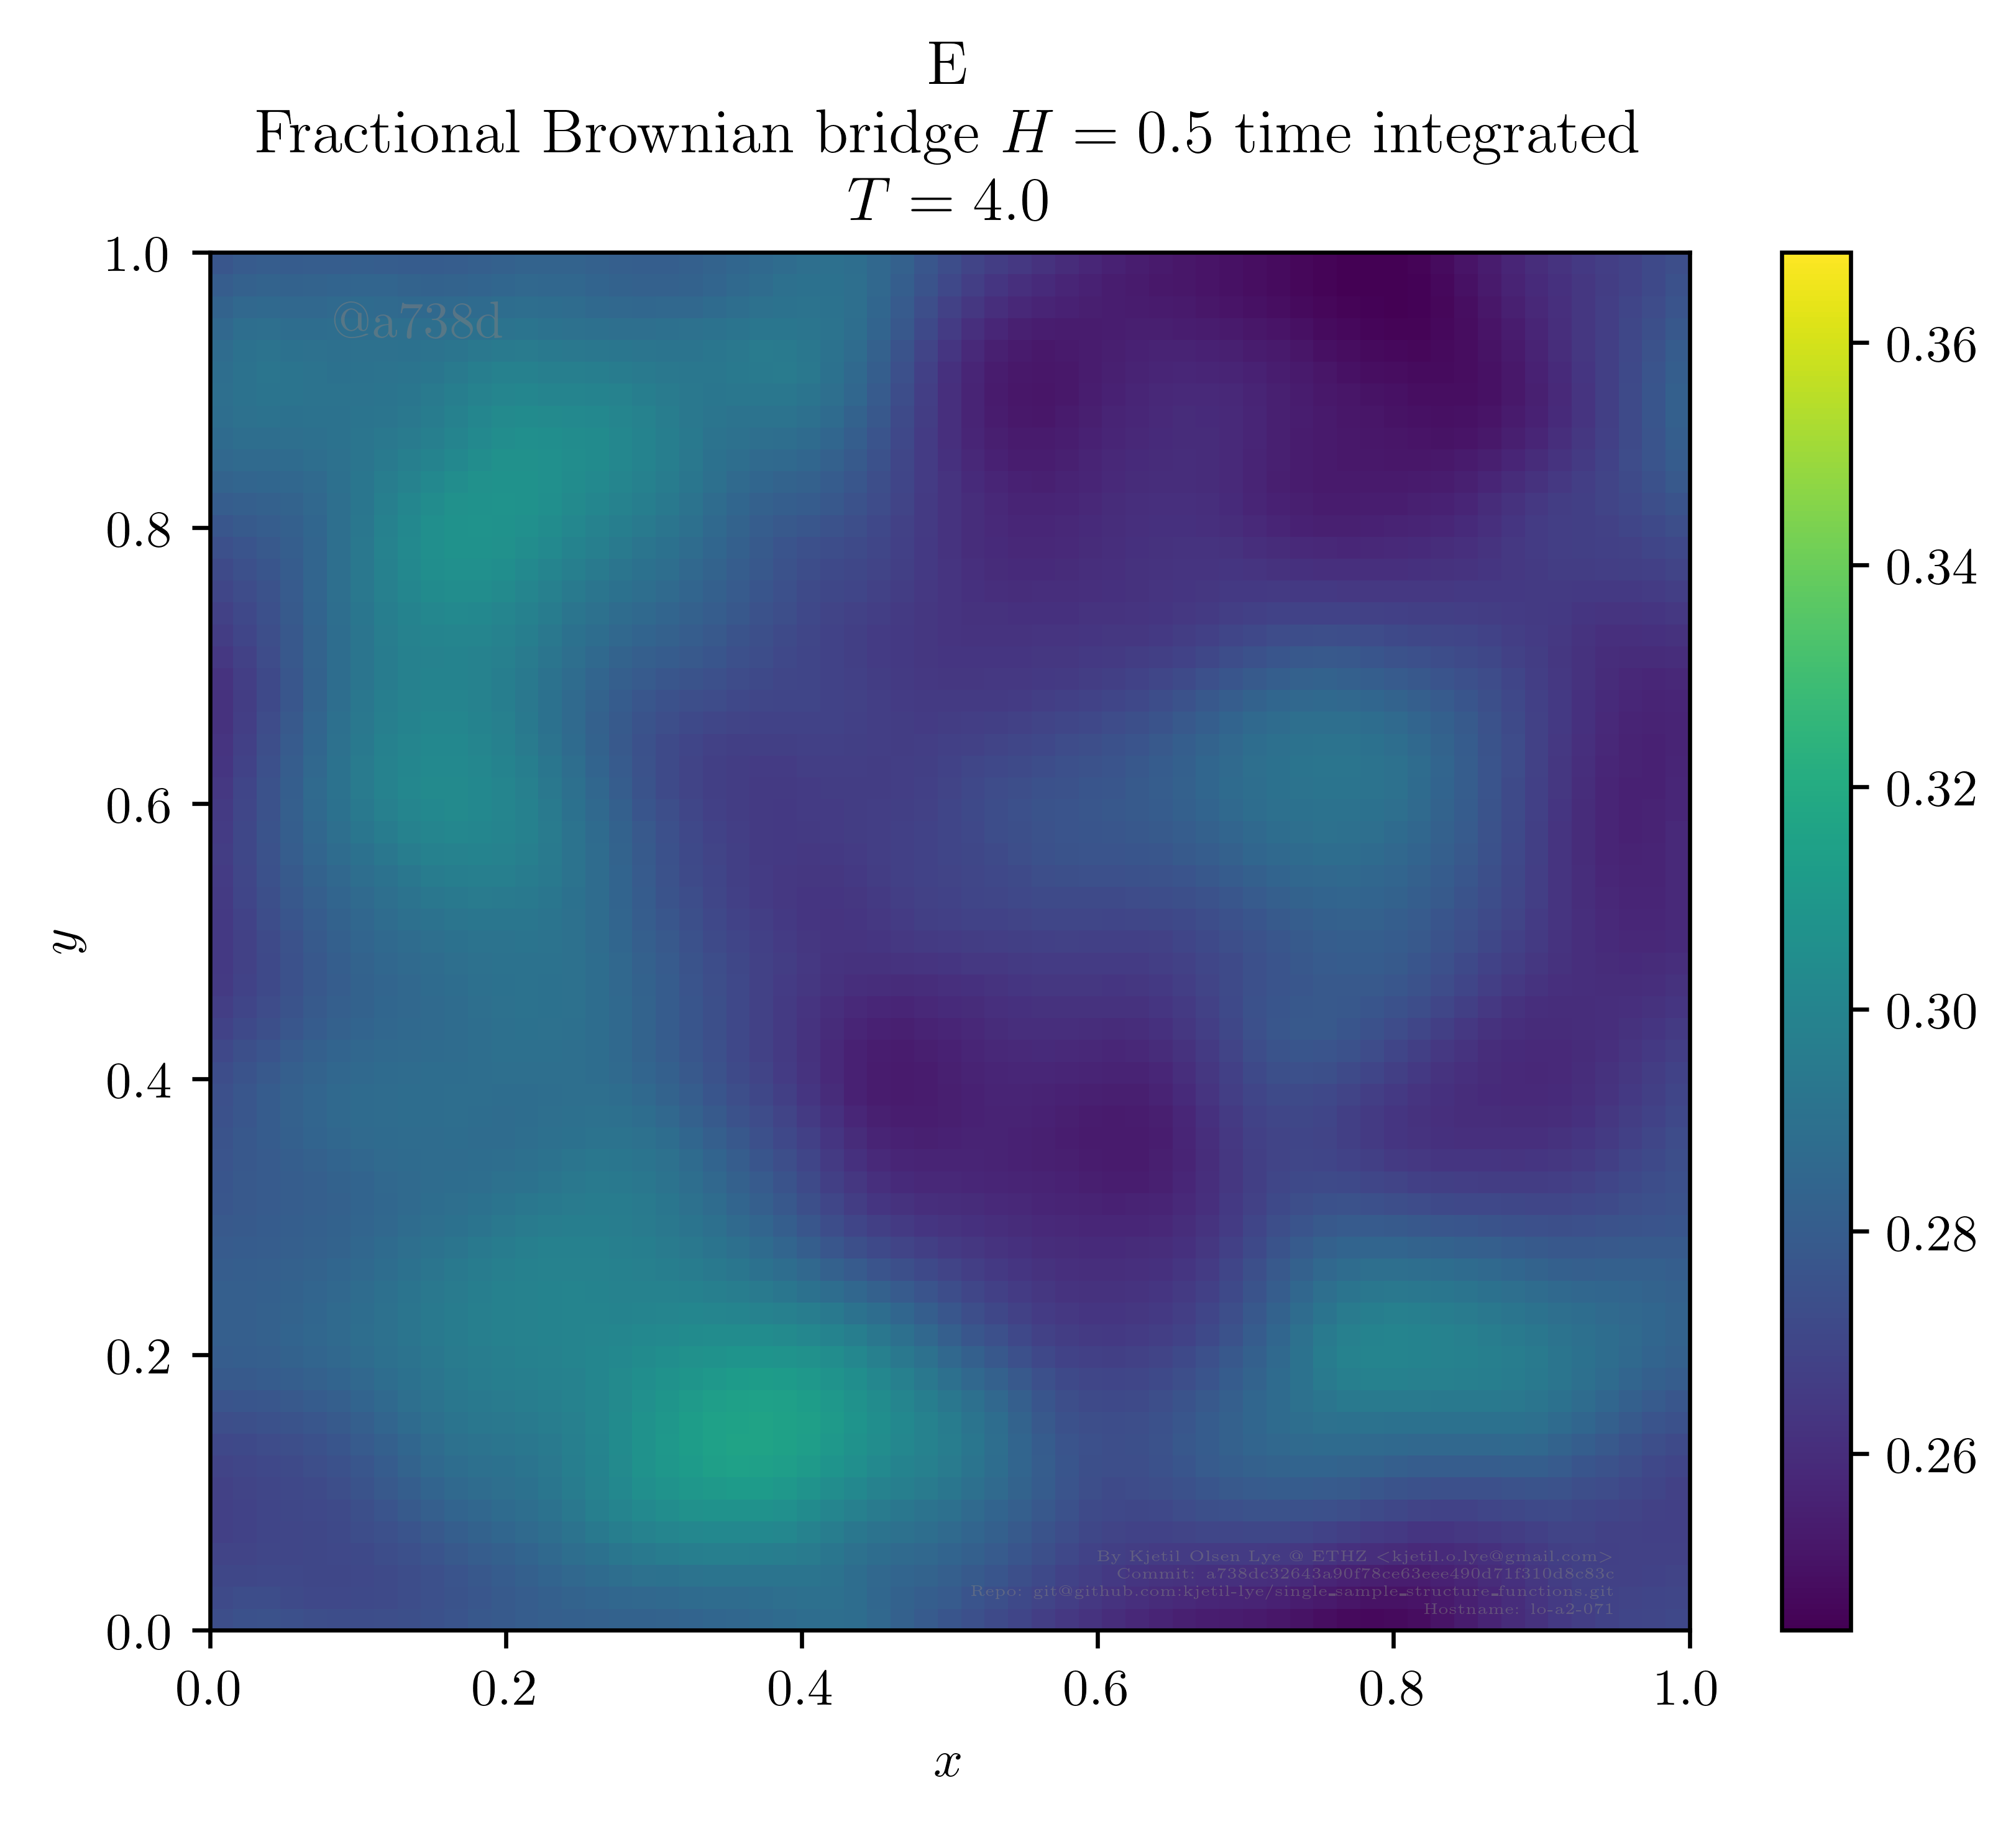 E
Fractional Brownian bridge H = 0.5 time integrated
T = 4.0
1.0
0.8
0.6
0.4
0.2
0.0
y
@a738d
0.36
0.34
0.32
0.30
0.28
0.26
By Kjetil Olsen Lye @ ETHZ <kjetil.o.lye@gmail.com>
Commit: a738dc32643a90f78ce63eee490d71f310d8c83c
Repo: git@github.com:kjetil-lye/single_sample_structure_functions.git
Hostname: lo-a2-071
0.0 0.2 0.4 0.6 0.8 1.0
x